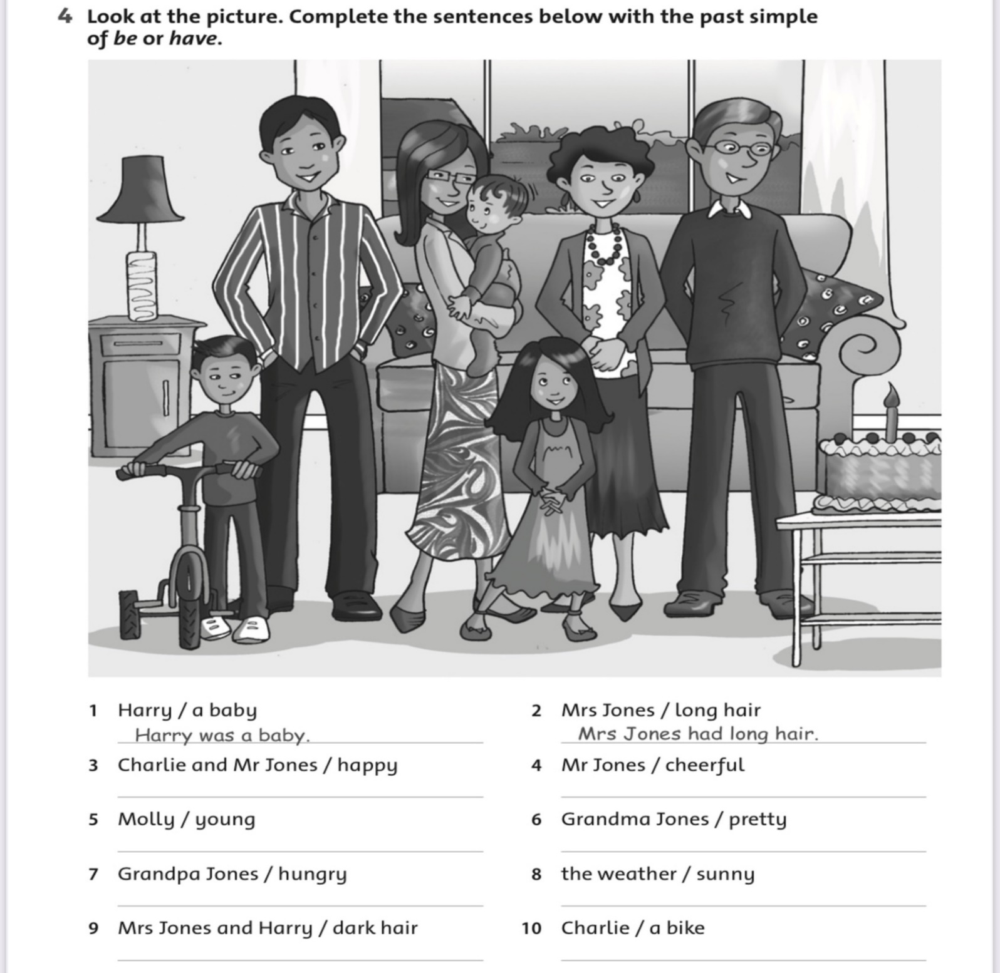 4 Look at the picture. Complete the sentences below with the past simple
of be or have.
1 Harry / a baby
Harry was a baby.
2 Mrs Jones / long hair
Mrs Jones had long hair.
3 Charlie and Mr Jones / happy
4 Mr Jones / cheerful
5 Molly / young
6 Grandma Jones / pretty
7 Grandpa Jones / hungry
8 the weather / sunny
9 Mrs Jones and Harry / dark hair
10 Charlie / a bike